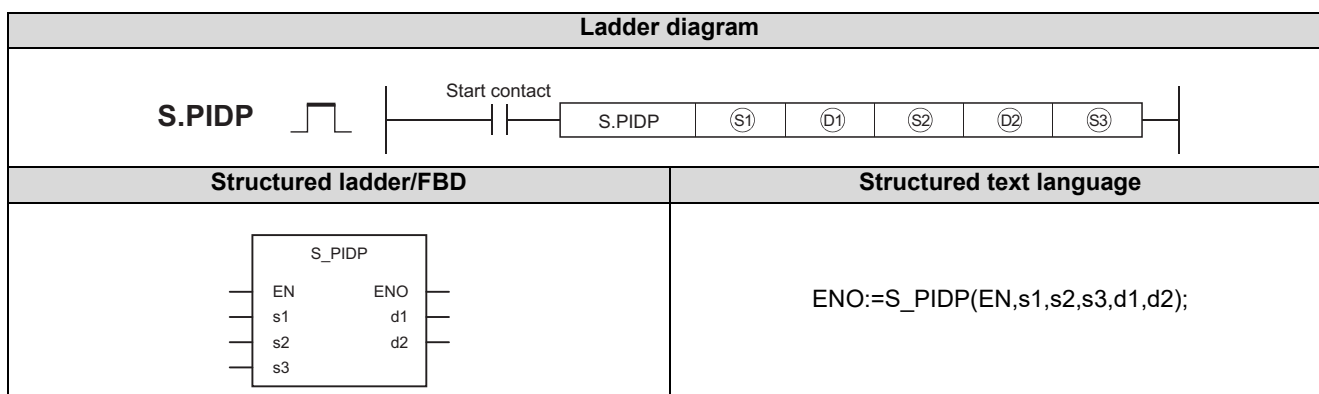 Ladder diagram
Start contact
S.PIDP
S.PIDP S1 D1 S2 D2 S3
Structured ladder/FBD
Structured text language
S_PIDP
EN ENO
s1 d1
s2 d2
s3
ENO:=S_PIDP(EN,s1,s2,s3,d1,d2);